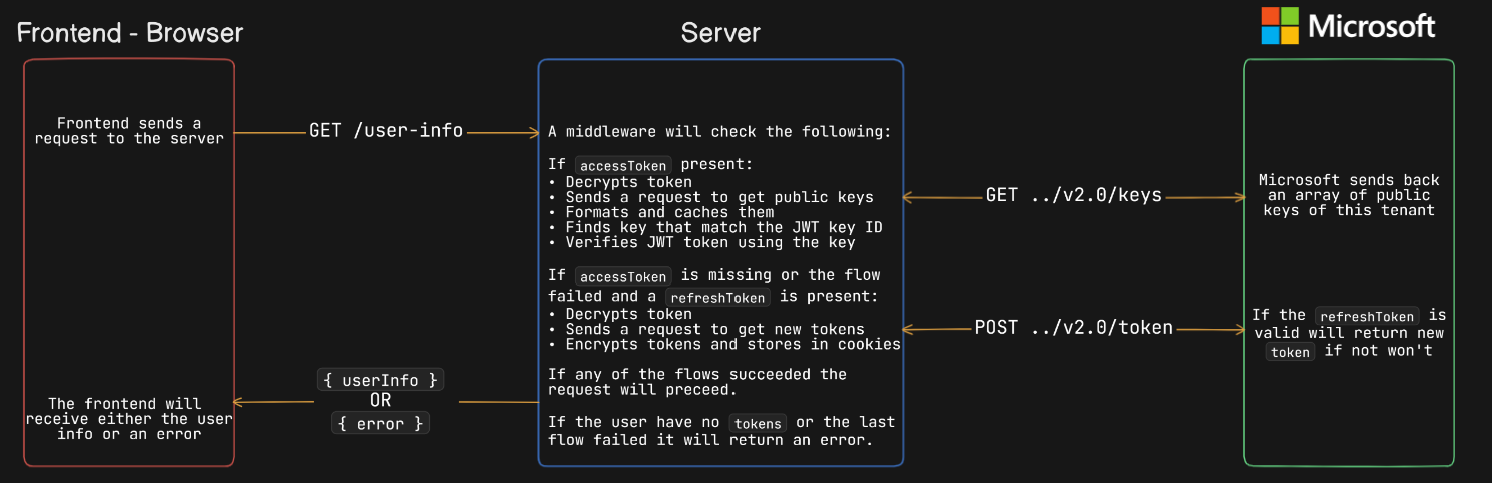 Frontend - Browser
Server
Microsoft
Frontend sends a
request to the server
GET /user-info
A middleware will check the following:
If accessToken present:
• Decrypts token
• Sends a request to get public keys
• Formats and caches them
• Finds key that match the JWT key ID
• Verifies JWT token using the key
If accessToken is missing or the flow
failed and a refreshToken is present:
• Decrypts token
• Sends a request to get new tokens
• Encrypts tokens and stores in cookies
If any of the flows succeeded the
request will preceed.
If the user have no tokens or the last
flow failed it will return an error.
GET ../v2.0/keys
Microsoft sends back
an array of public
keys of this tenant
POST ../v2.0/token
If the refreshToken is
valid will return new
token if not won't
{ userInfo }
OR
{ error }
The frontend will
receive either the user
info or an error